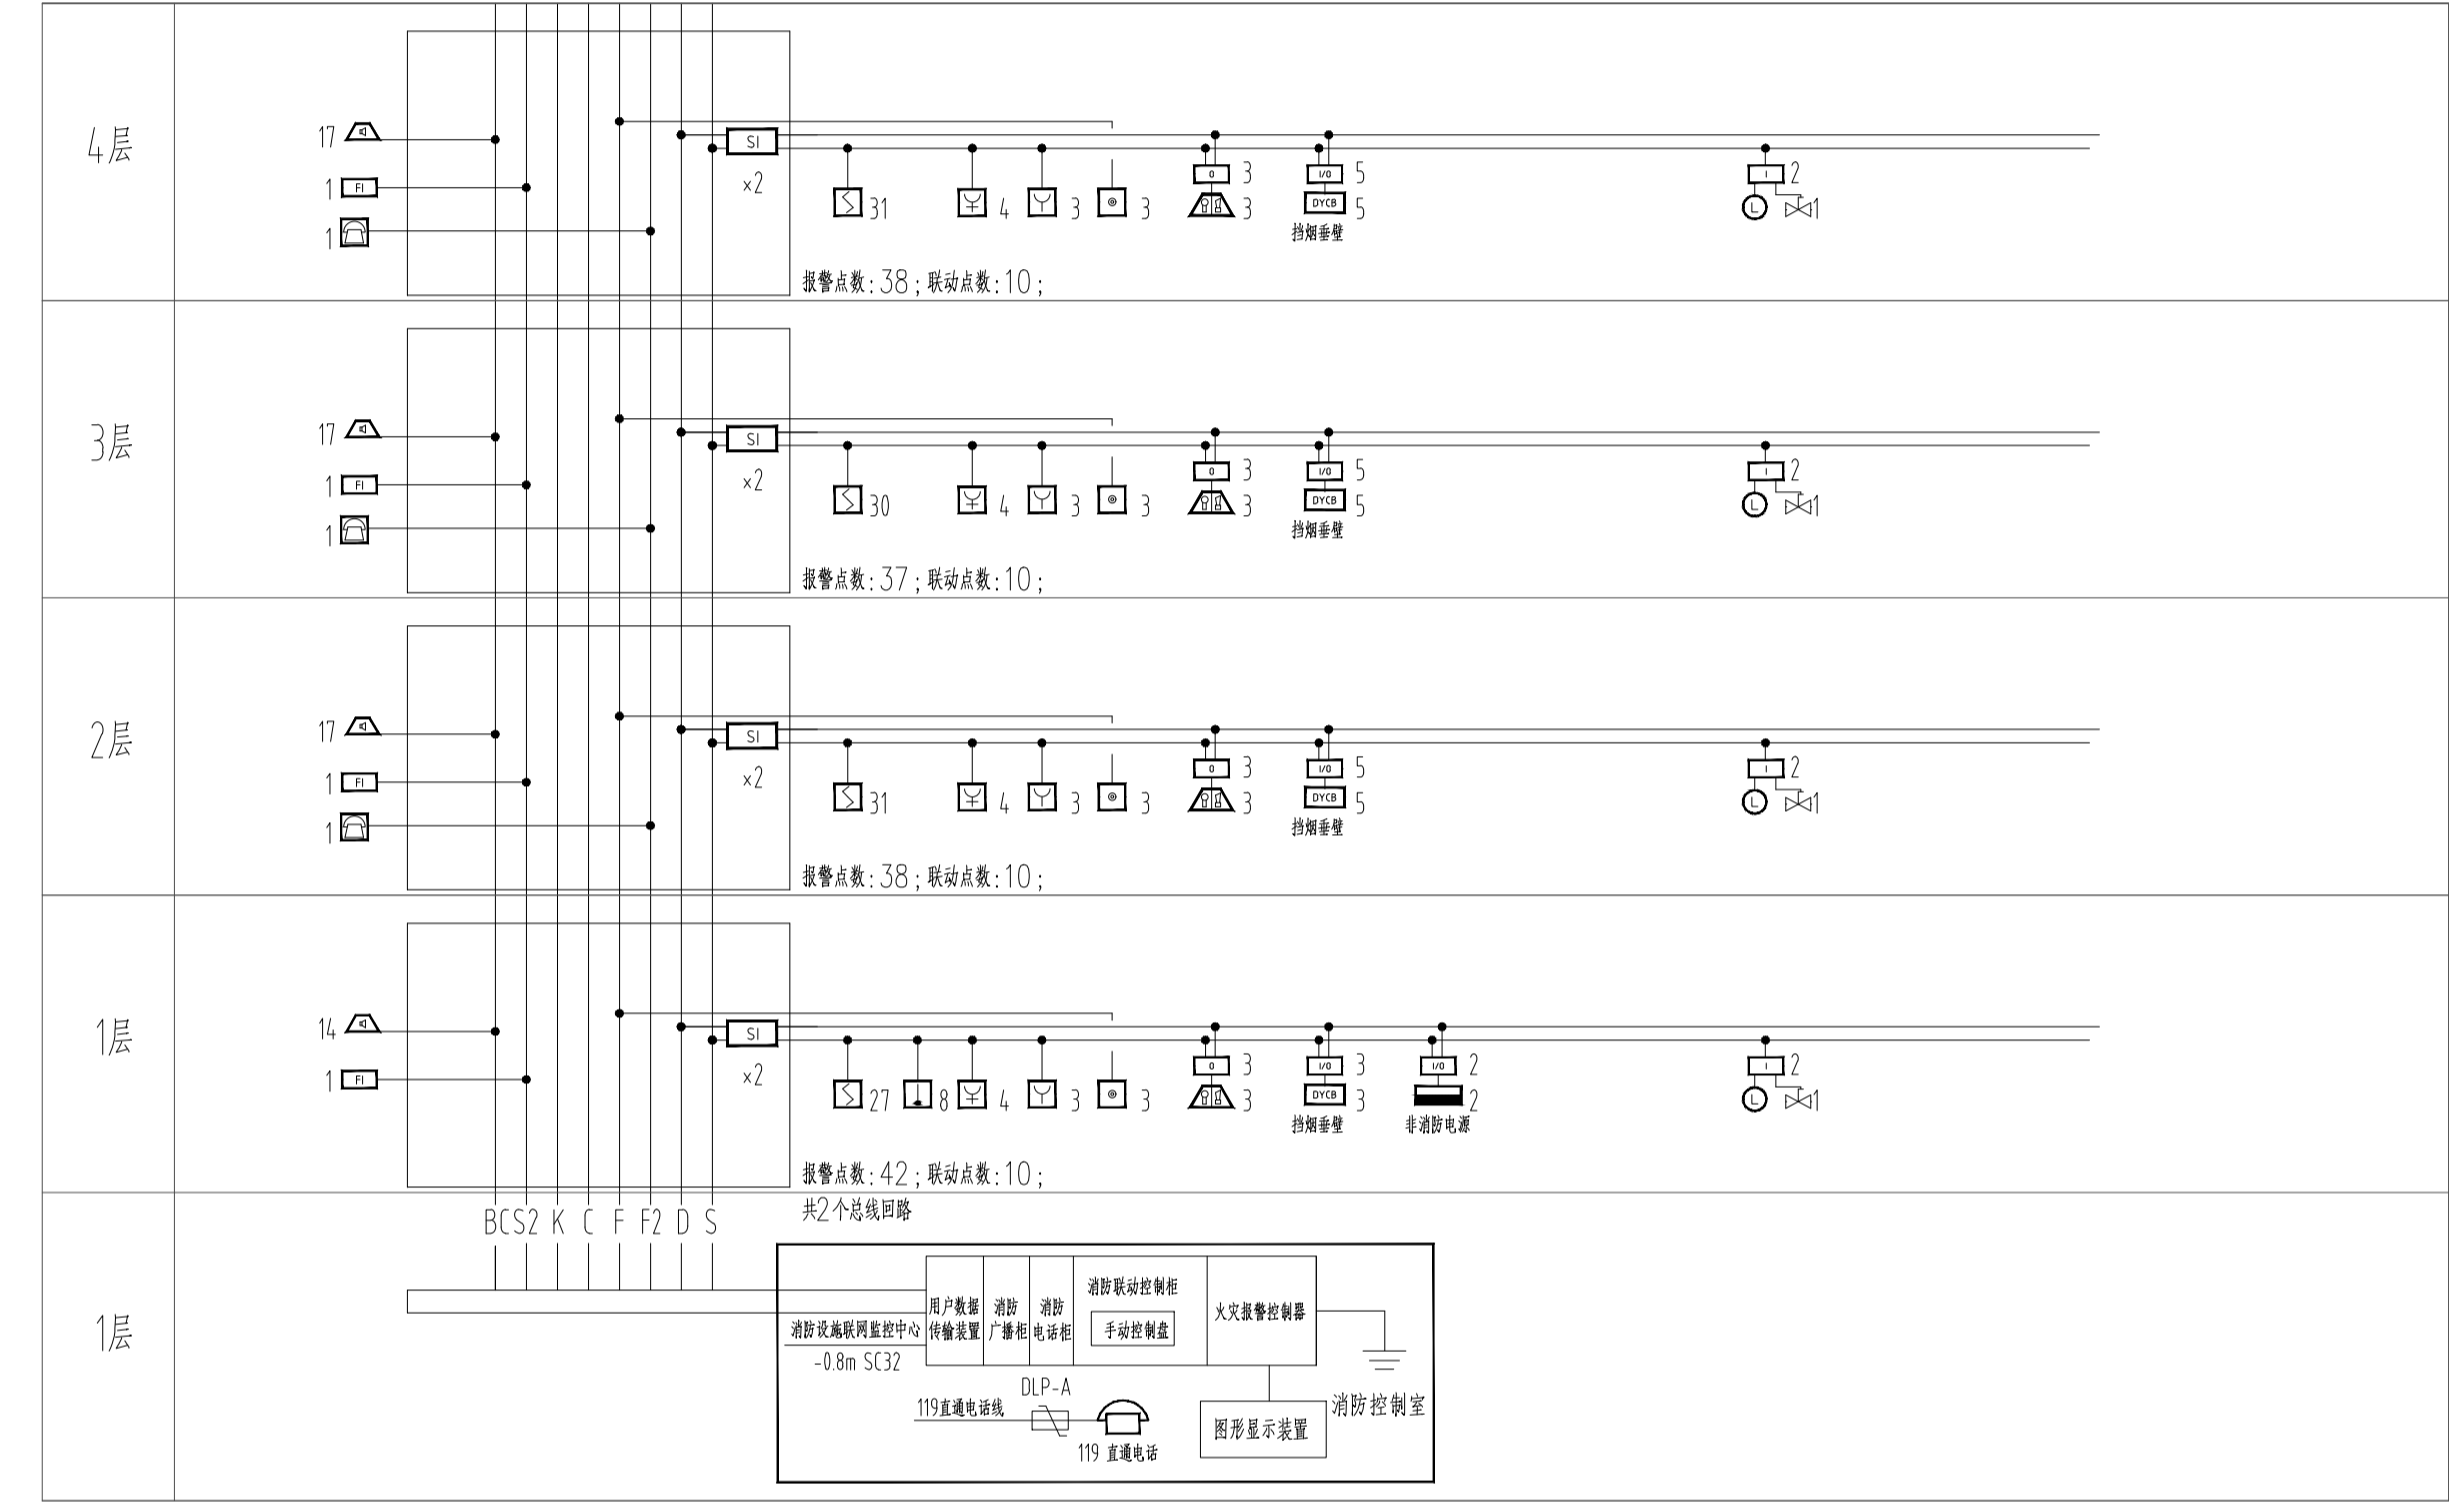 4层
17
1 FI
1
SI
×2
31 4 3 3
O 3
3
I/O 5
DYCB 5
挡烟垂壁
I 2
L 1
报警点数:38;联动点数:10;
3层
17
1 FI
1
SI
×2
30 4 3 3
O 3
3
I/O 5
DYCB 5
挡烟垂壁
I 2
L 1
报警点数:37;联动点数:10;
2层
17
1 FI
1
SI
×2
31 4 3 3
O 3
3
I/O 5
DYCB 5
挡烟垂壁
I 2
L 1
报警点数:38;联动点数:10;
1层
14
1 FI
SI
×2
27 8 4 3 3
O 3
3
I/O 3
DYCB 3
挡烟垂壁
I/O 2
2
非消防电源
I 2
L 1
报警点数:42;联动点数:10;
共2个总线回路
BC S2 K C F F2 D S
1层
消防设施联网监控中心
-0.8m SC32
用户数据
传输装置
消防
广播柜
消防
电话柜
消防联动控制柜
手动控制盘
火灾报警控制器
消防控制室
DLP-A
119直通电话线
119 直通电话
图形显示装置